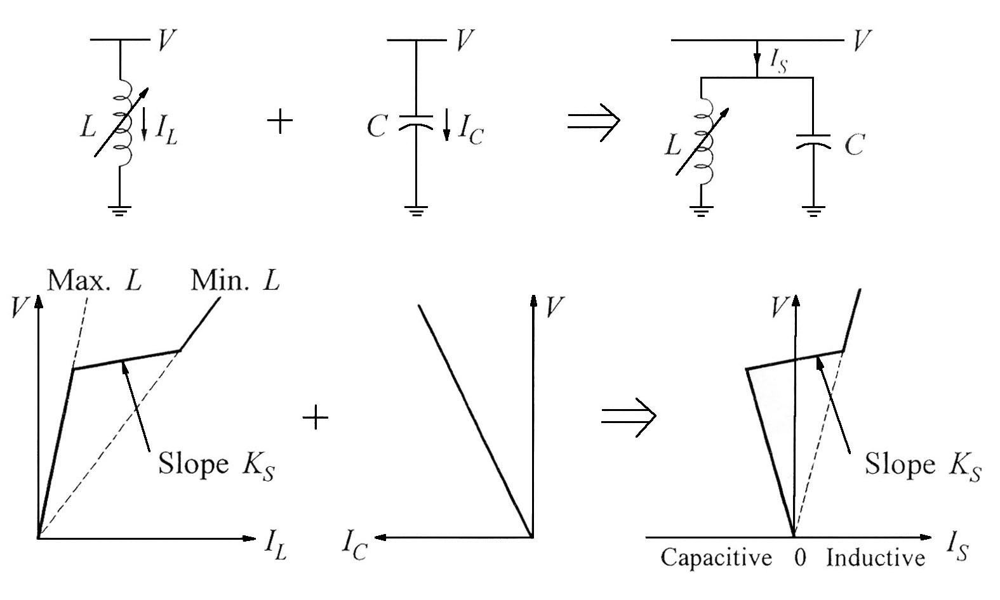 V
V
V
I_S
L
I_L
+
C
I_C
⇒
L
C
Max. L
Min. L
V
V
V
Slope K_S
+
⇒
Slope K_S
I_L
I_C
I_S
Capacitive 0 Inductive